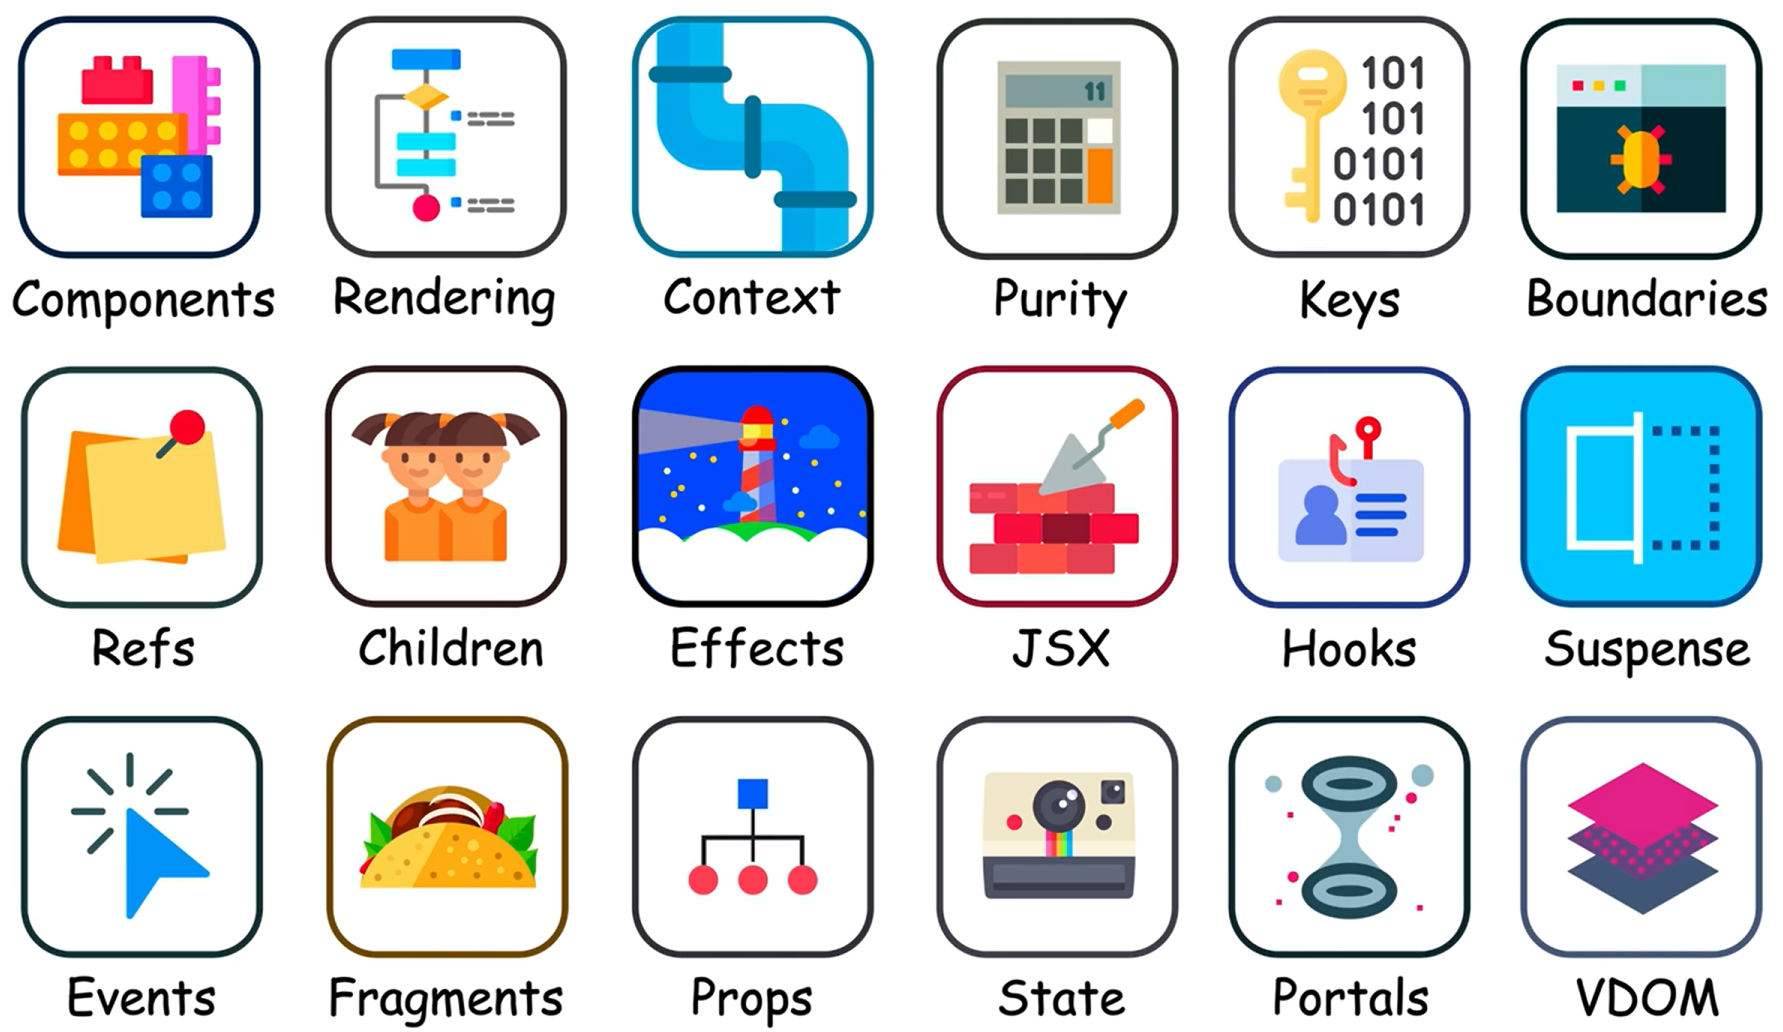 11
101
101
0101
0101
Components Rendering Context Purity Keys Boundaries
Refs Children Effects JSX Hooks Suspense
Events Fragments Props State Portals VDOM